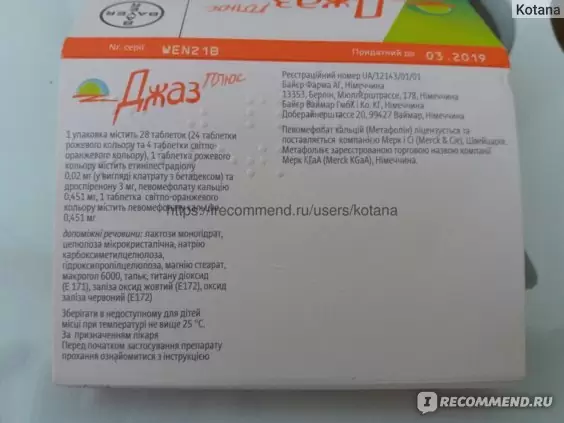 Kotana
BAYER
Джаз ПЛЮС
Nr. серії WEN21B Придатний до 03.2019
Джаз ПЛЮС
1 упаковка містить 28 таблеток (24 таблетки
рожевого кольору та 4 таблетки світло-
оранжевого кольору), 1 таблетка рожевого
кольору містить етинілестрадіолу
0,02 мг (у вигляді клатрату з бетадексом) та
дроспіренону 3 мг, левомефолату кальцію
0,451 мг, 1 таблетка світло-оранжевого
кольору містить левомефолату кальцію
0,451 мг
допоміжні речовини: лактози моногідрат,
целюлоза мікрокристалічна, натрію
карбоксиметилцелюлоза,
гідроксипропілцелюлоза, магнію стеарат,
макрогол 6000, тальк, титану діоксид
(Е 171), заліза оксид жовтий (Е172), оксид
заліза червоний (Е172)
Зберігати в недоступному для дітей
місці при температурі не вище 25 °С.
За призначенням лікаря
Перед початком застосування препарату
прохання ознайомитися з інструкцією
Реєстраційний номер UA/12143/01/01
Байєр Фарма АГ, Німеччина
13353, Берлін, Мюллерштрассе, 178, Німеччина
Байєр Ваймар ГмбХ і Ко. КГ, Німеччина
Доберайнерштрассе 20, 99427 Ваймар, Німеччина
Левомефолат кальцій (Метафолін) ліцензується та
поставляється компанією Мерк і Сі (Merck & Cie), Швейцарія.
Метафолін є зареєстрованою торговою назвою компанії
Мерк КГаА (Merck KGaA), Німеччина.
https://recommend.ru/users/kotana
IRECOMMEND.RU